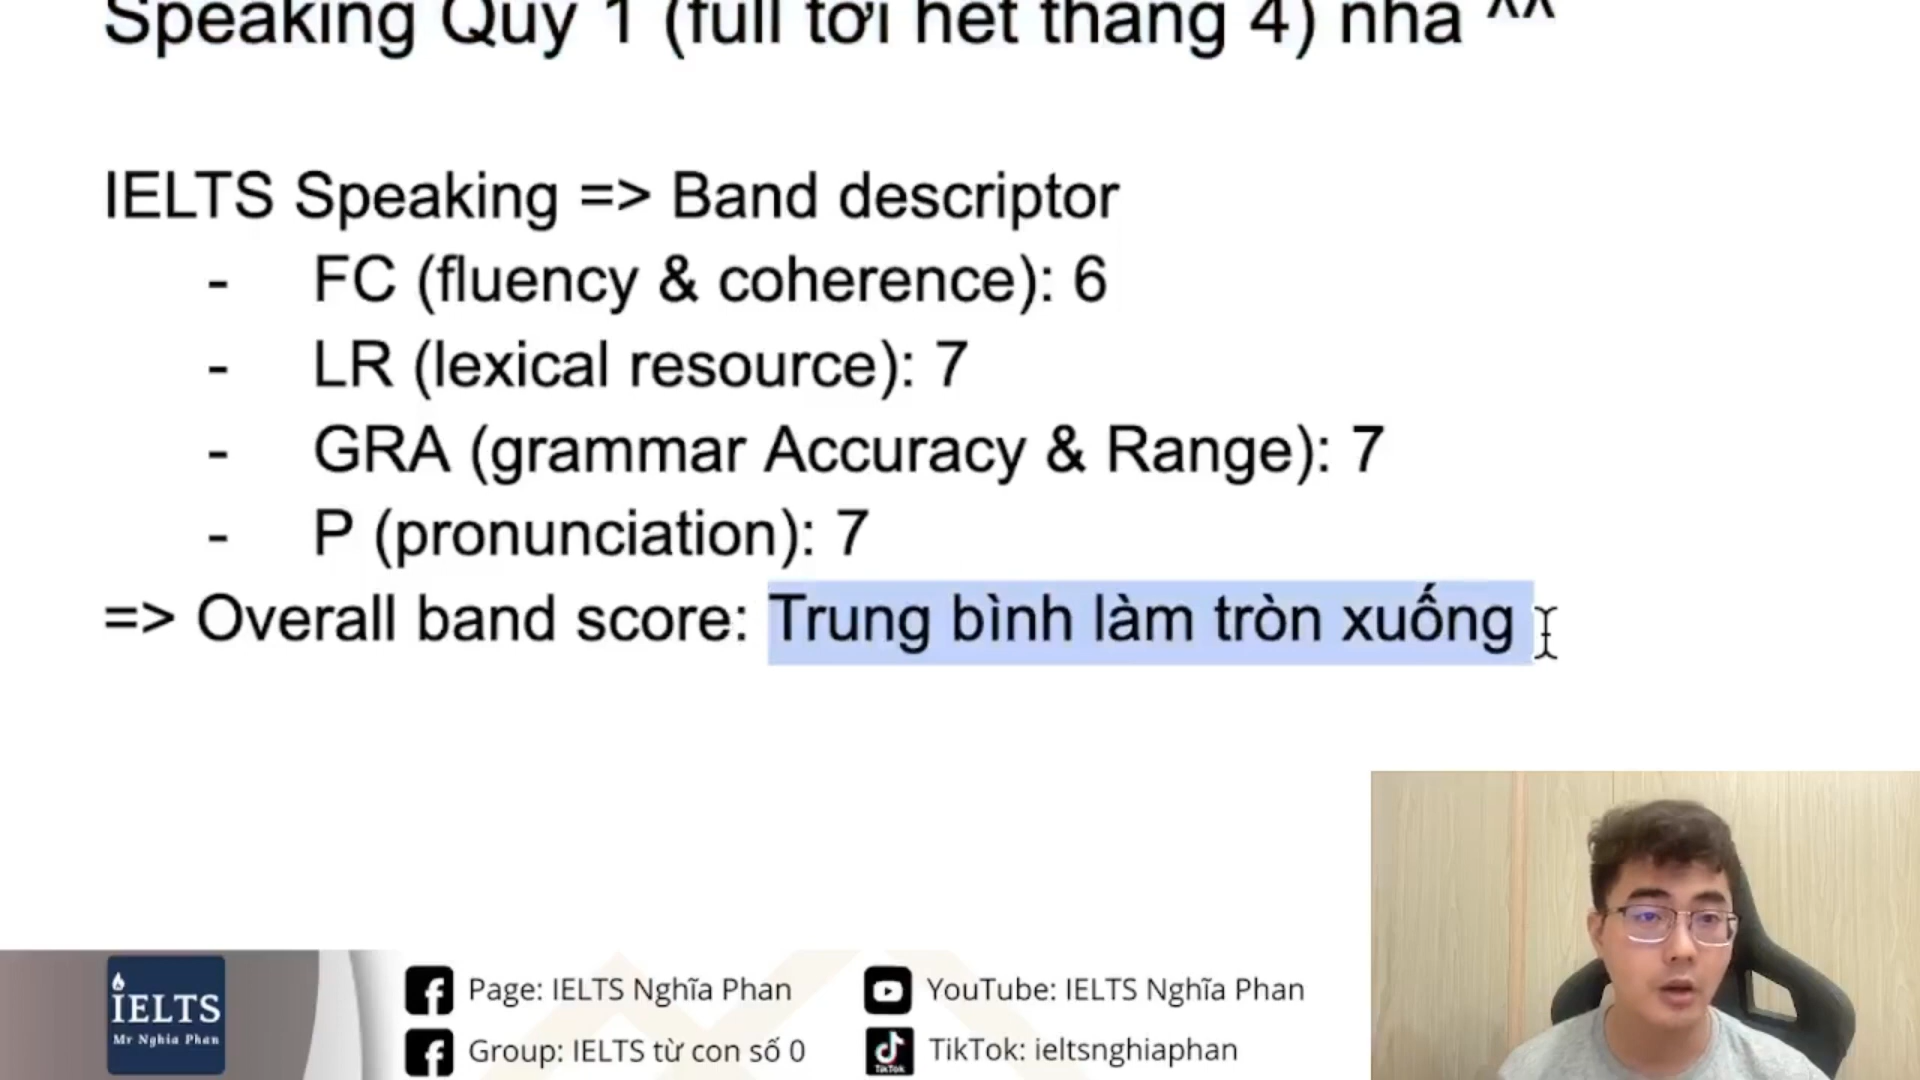 Speaking Quý 1 (full tới hết tháng 4) nha ^^
IELTS Speaking => Band descriptor
- FC (fluency & coherence): 6
- LR (lexical resource): 7
- GRA (grammar Accuracy & Range): 7
- P (pronunciation): 7
=> Overall band score: Trung bình làm tròn xuống
IELTS
Mr Nghia Phan
Page: IELTS Nghĩa Phan
Group: IELTS từ con số 0
YouTube: IELTS Nghĩa Phan
TikTok
TikTok: ieltsnghiaphan